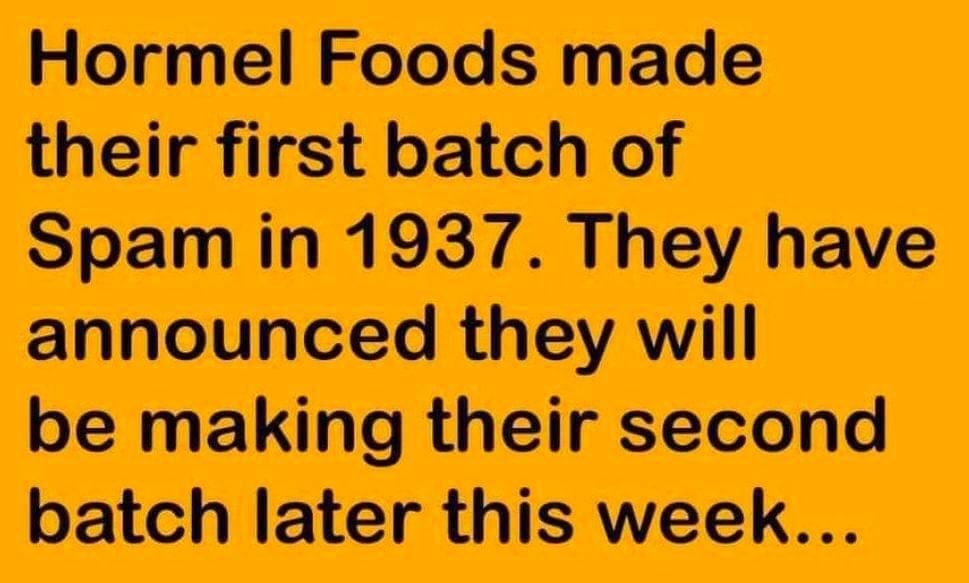 Hormel Foods made
their first batch of
Spam in 1937. They have
announced they will
be making their second
batch later this week...